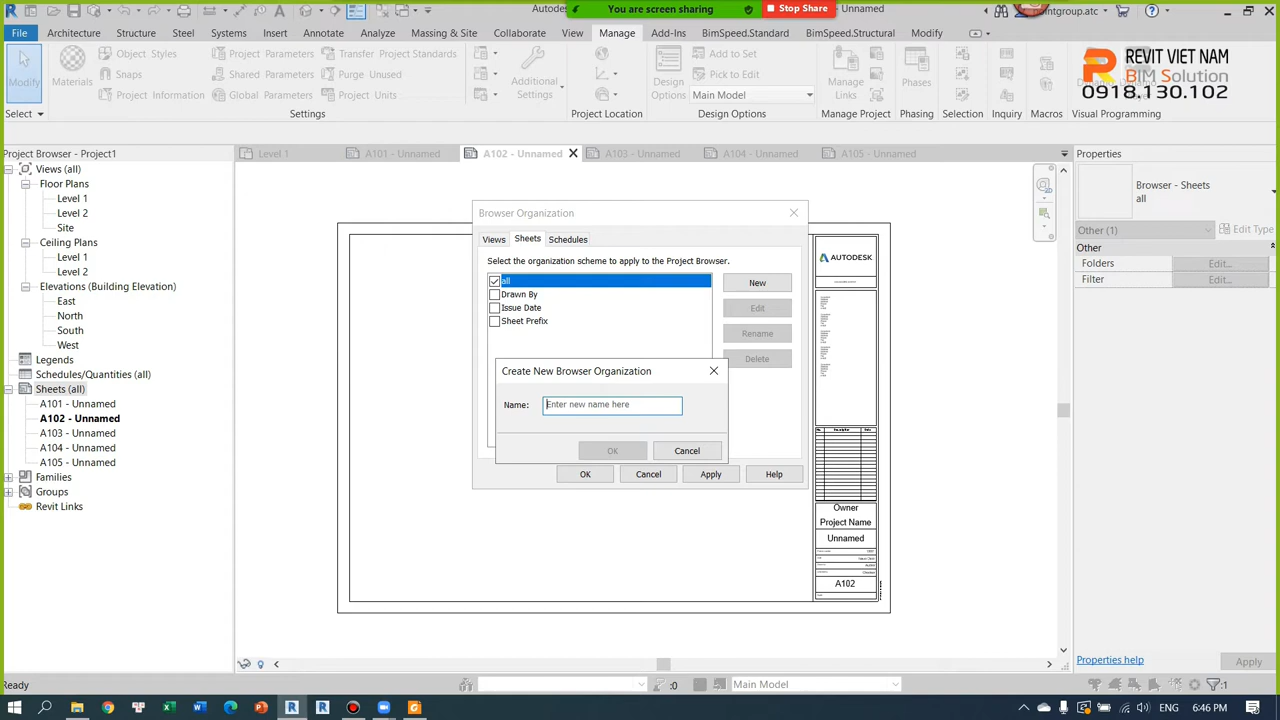 Autodes
You are screen sharing
Stop Share
Unnamed
intgroup.atc
File
Architecture
Structure
Steel
Systems
Insert
Annotate
Analyze
Massing & Site
Collaborate
View
Manage
Add-Ins
BimSpeed.Standard
BimSpeed.Structural
Modify
Modify
Materials
Object Styles
Snaps
Project Information
Project Parameters
Shared Parameters
Global Parameters
Transfer Project Standards
Purge Unused
Project Units
Additional
Settings
Design
Options
Add to Set
Pick to Edit
Main Model
Manage
Links
Phases
REVIT VIET NAM
BIM Solution
0918.130.102
Select
Settings
Project Location
Design Options
Manage Project
Phasing
Selection
Inquiry
Macros
Visual Programming
Project Browser - Project1
Level 1
A101 - Unnamed
A102 - Unnamed
A103 - Unnamed
A104 - Unnamed
A105 - Unnamed
Properties
Views (all)
Floor Plans
Level 1
Level 2
Site
Ceiling Plans
Level 1
Level 2
Elevations (Building Elevation)
East
North
South
West
Legends
Schedules/Quantities (all)
Sheets (all)
A101 - Unnamed
A102 - Unnamed
A103 - Unnamed
A104 - Unnamed
A105 - Unnamed
Families
Groups
Revit Links
Browser Organization
Views
Sheets
Schedules
Select the organization scheme to apply to the Project Browser.
all
Drawn By
Issue Date
Sheet Prefix
New
Edit
Rename
Delete
Create New Browser Organization
Name:
Enter new name here
OK
Cancel
OK
Cancel
Apply
Help
AUTODESK
No.
Description
Date
Owner
Project Name
Unnamed
A102
Browser - Sheets
all
Other (1)
Edit Type
Other
Folders
Edit...
Filter
Edit...
Properties help
Apply
Ready
:0
Main Model
:1
ENG
6:46 PM